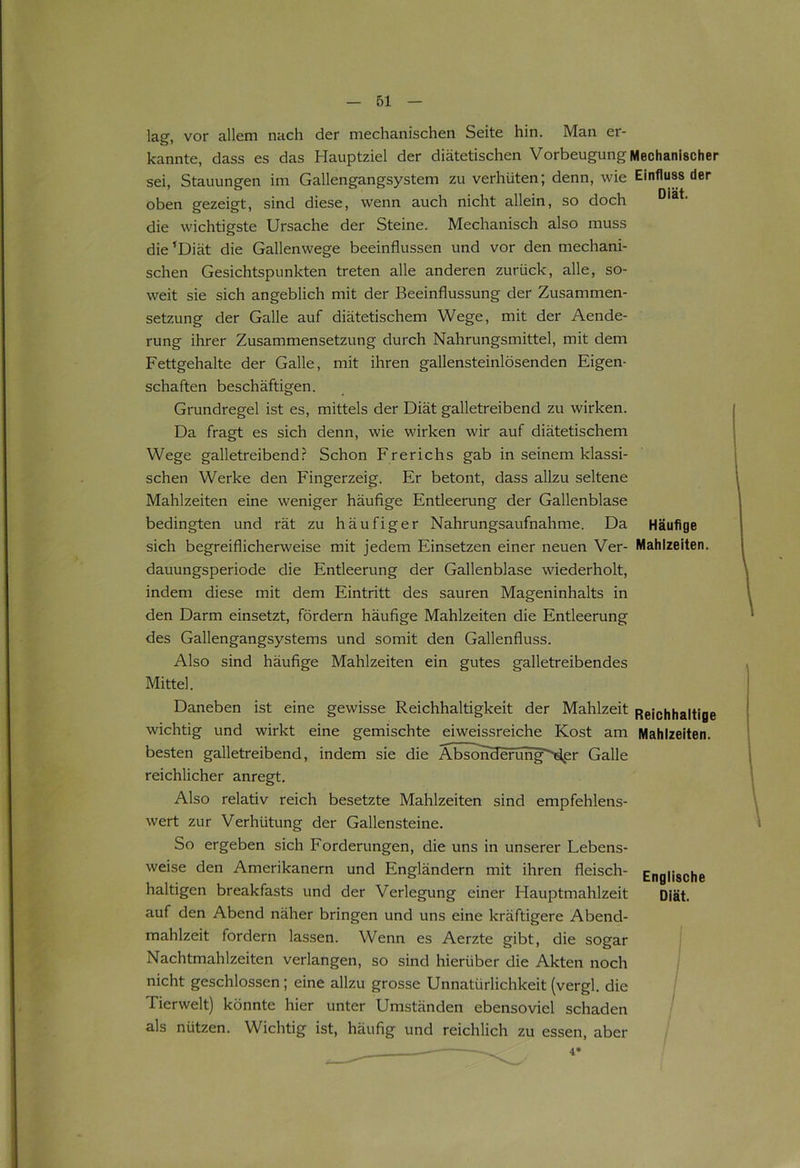 — 51 —
lag, vor allem nach der mechanischen Seite hin. Man er-
kannte, dass es das Hauptziel der diätetischen Vorbeugung Mechanischer
sei, Stauungen im Gallengangsystem zu verhüten; denn, wie Einfluss der
oben gezeigt, sind diese, wenn auch nicht allein, so doch Diät.
die wichtigste Ursache der Steine. Mechanisch also muss
die Diät die Gallenwege beeinflussen und vor den mechani-
schen Gesichtspunkten treten alle anderen zurück, alle, so-
weit sie sich angeblich mit der Beeinflussung der Zusammen-
setzung der Galle auf diätetischem Wege, mit der Aende-
rung ihrer Zusammensetzung durch Nahrungsmittel, mit dem
Fettgehalte der Galle, mit ihren gallensteinlösenden Eigen-
schaften beschäftigen.
Grundregel ist es, mittels der Diät galletreibend zu wirken.
Da fragt es sich denn, wie wirken wir auf diätetischem
Wege galletreibend? Schon Frerichs gab in seinem klassi-
schen Werke den Fingerzeig. Er betont, dass allzu seltene
Mahlzeiten eine weniger häufige Entleerung der Gallenblase
bedingten und rät zu häufiger Nahrungsaufnahme. Da Häufige
sich begreiflicherweise mit jedem Einsetzen einer neuen Ver- Mahlzeiten.
dauungsperiode die Entleerung der Gallenblase wiederholt,
indem diese mit dem Eintritt des sauren Mageninhalts in
den Darm einsetzt, fördern häufige Mahlzeiten die Entleerung
des Gallengangsystems und somit den Gallenfluss.
Also sind häufige Mahlzeiten ein gutes galletreibendes
Mittel.
Daneben ist eine gewisse Reichhaltigkeit der Mahlzeit Reichhaltige
wichtig und wirkt eine gemischte eiweissreiche Kost am Mahlzeiten.
besten galletreibend, indem sie die Absonderung der Galle
reichlicher anregt.
Also relativ reich besetzte Mahlzeiten sind empfehlens-
wert zur Verhütung der Gallensteine.
So ergeben sich Forderungen, die uns in unserer Lebens-
weise den Amerikanern und Engländern mit ihren fleisch- Englische
haltigen breakfasts und der Verlegung einer Hauptmahlzeit Diät.
auf den Abend näher bringen und uns eine kräftigere Abend-
mahlzeit fordern lassen. Wenn es Aerzte gibt, die sogar
Nachtmahlzeiten verlangen, so sind hierüber die Akten noch
nicht geschlossen; eine allzu grosse Unnatürlichkeit (vergl. die
Tierwelt) könnte hier unter Umständen ebensoviel schaden
als nützen. Wichtig ist, häufig und reichlich zu essen, aber
4*